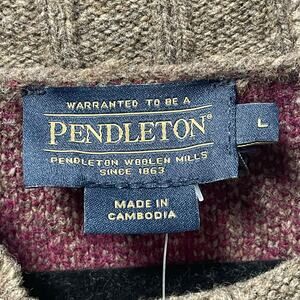 WARRANTED TO BE A
PENDLETON®
PENDLETON WOOLEN MILLS
SINCE 1863
L
MADE IN
CAMBODIA